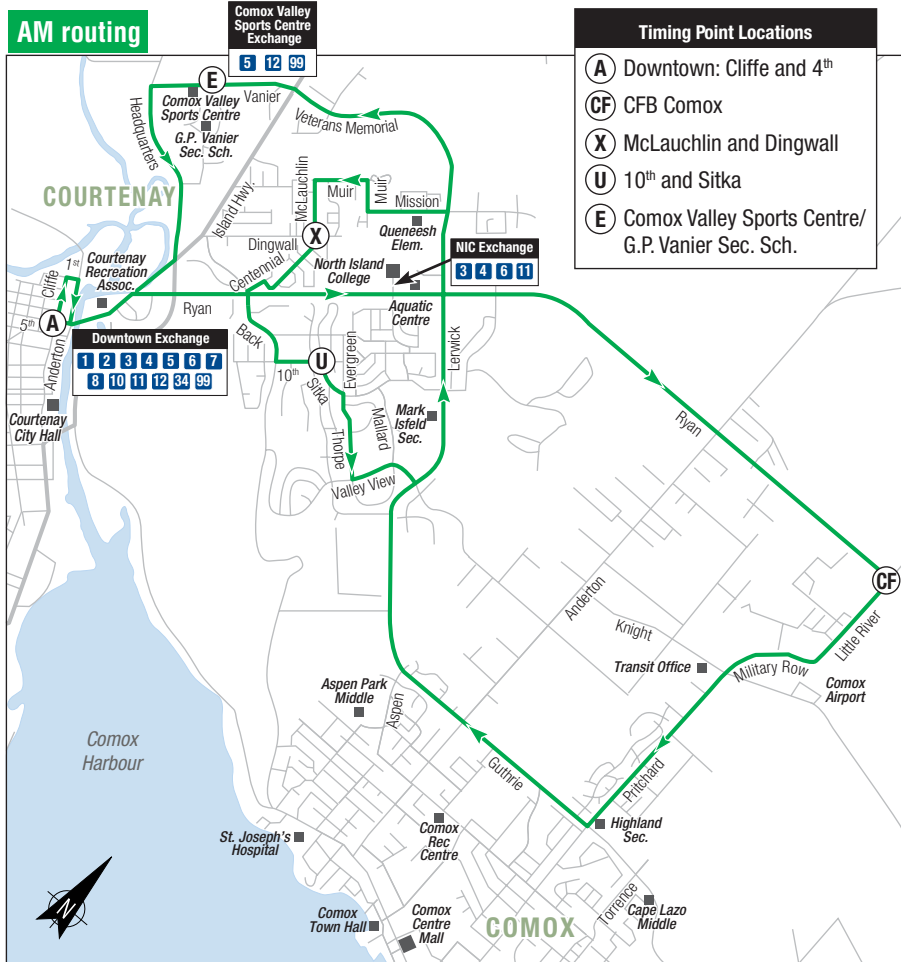 AM routing
Comox Valley
Sports Centre
Exchange
5 12 99
Timing Point Locations
A Downtown: Cliffe and 4th
CF CFB Comox
X McLauchlin and Dingwall
U 10th and Sitka
E Comox Valley Sports Centre/
G.P. Vanier Sec. Sch.
E
Vanier
Comox Valley
Sports Centre
G.P. Vanier
Sec. Sch.
Headquarters
Veterans Memorial
COURTENAY
Island Hwy.
McLauchlin
Muir
Muir
Mission
Queneesh
Elem.
Dingwall
X
Centennial
North Island
College
NIC Exchange
3 4 6 11
Aquatic
Centre
Courtenay
Recreation
Assoc.
Cliffe
1st
5th
A
Ryan
Downtown Exchange
1 2 3 4 5 6 7
8 10 11 12 34 99
Anderton
Courtenay
City Hall
Back
10th
U
Sitka
Evergreen
Lerwick
Mallard
Mark
Isfeld
Sec.
Thorpe
Valley View
Ryan
CF
Anderton
Knight
Little River
Transit Office
Military Row
Comox
Airport
Aspen Park
Middle
Aspen
Comox
Harbour
Guthrie
Pritchard
Highland
Sec.
St. Joseph's
Hospital
Comox
Rec
Centre
N
Comox
Town Hall
Comox
Centre
Mall
COMOX
Torrence
Cape Lazo
Middle